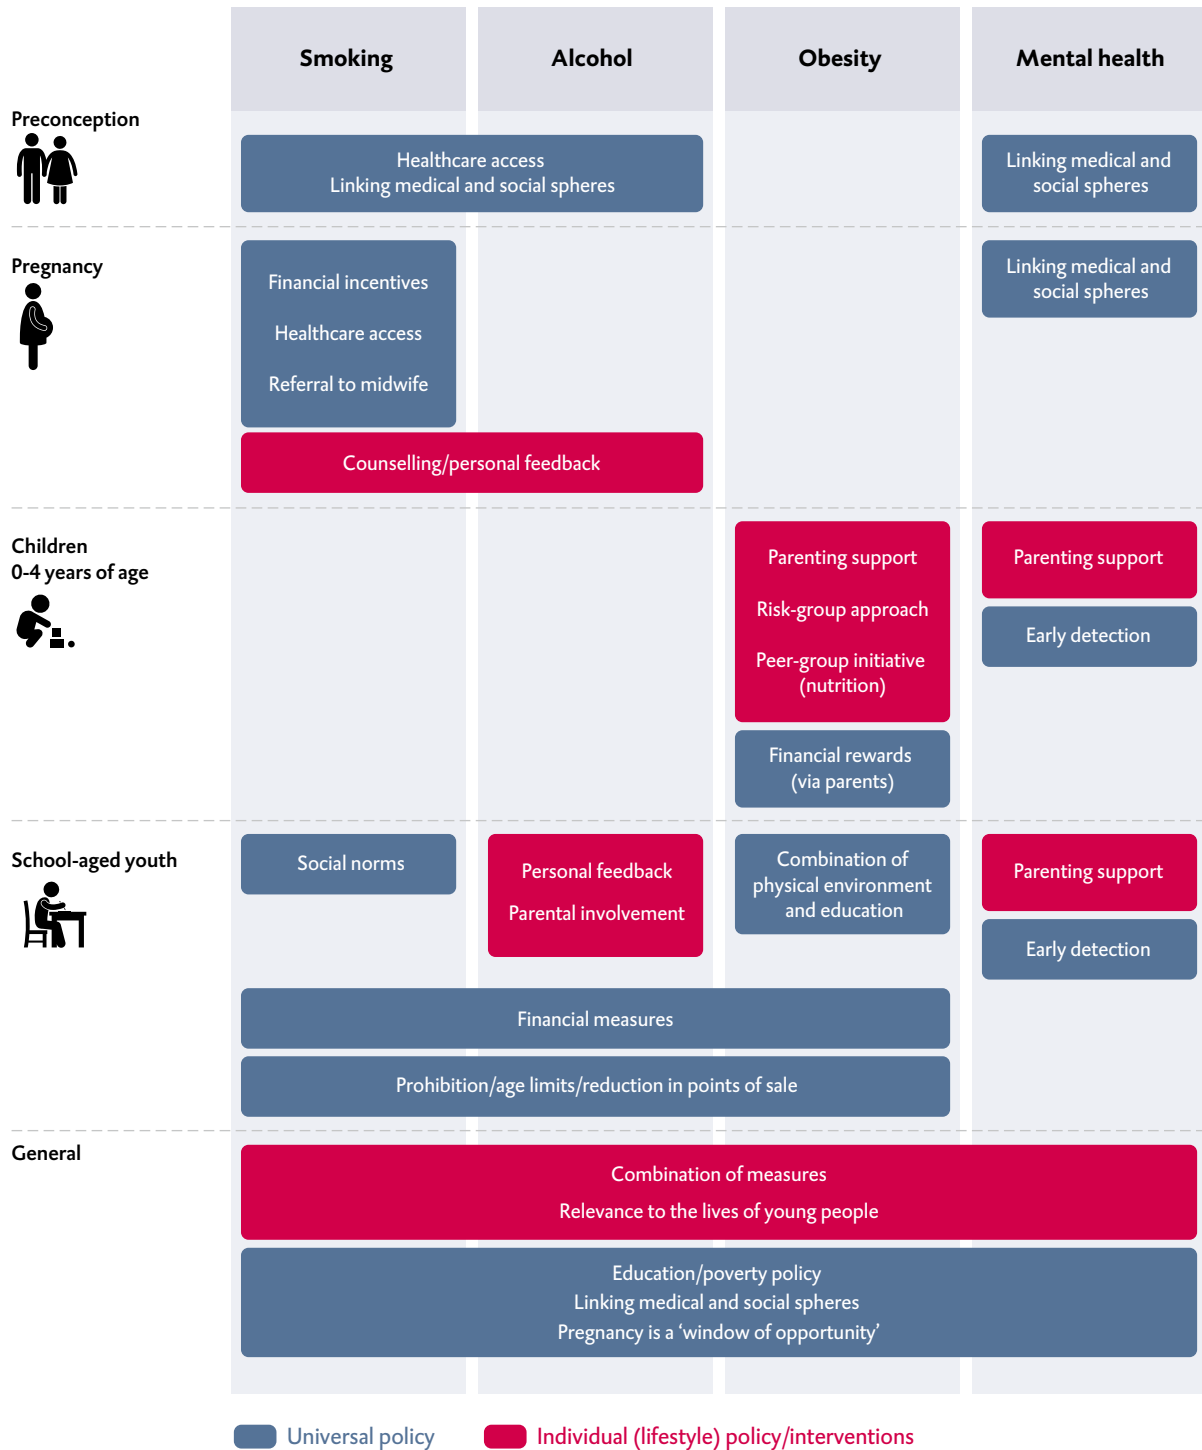 Smoking
Alcohol
Obesity
Mental health
Preconception
Healthcare access
Linking medical and social spheres
Linking medical and
social spheres
Pregnancy
Financial incentives
Healthcare access
Referral to midwife
Linking medical and
social spheres
Counselling/personal feedback
Children
0-4 years of age
Parenting support
Risk-group approach
Peer-group initiative
(nutrition)
Financial rewards
(via parents)
Parenting support
Early detection
School-aged youth
Social norms
Personal feedback
Parental involvement
Combination of
physical environment
and education
Parenting support
Early detection
Financial measures
Prohibition/age limits/reduction in points of sale
General
Combination of measures
Relevance to the lives of young people
Education/poverty policy
Linking medical and social spheres
Pregnancy is a ‘window of opportunity’
Universal policy
Individual (lifestyle) policy/interventions